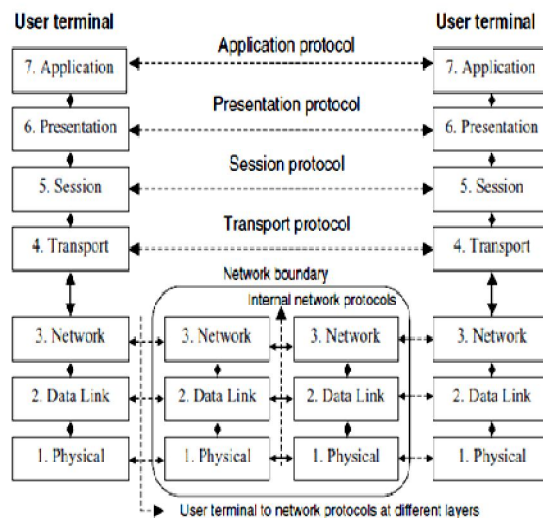 User terminal
User terminal
Application protocol
7. Application
7. Application
Presentation protocol
6. Presentation
6. Presentation
Session protocol
5. Session
5. Session
Transport protocol
4. Transport
4. Transport
Network boundary
Internal network protocols
3. Network
3. Network
3. Network
3. Network
2. Data Link
2. Data Link
2. Data Link
2. Data Link
1. Physical
1. Physical
1. Physical
1. Physical
User terminal to network protocols at different layers